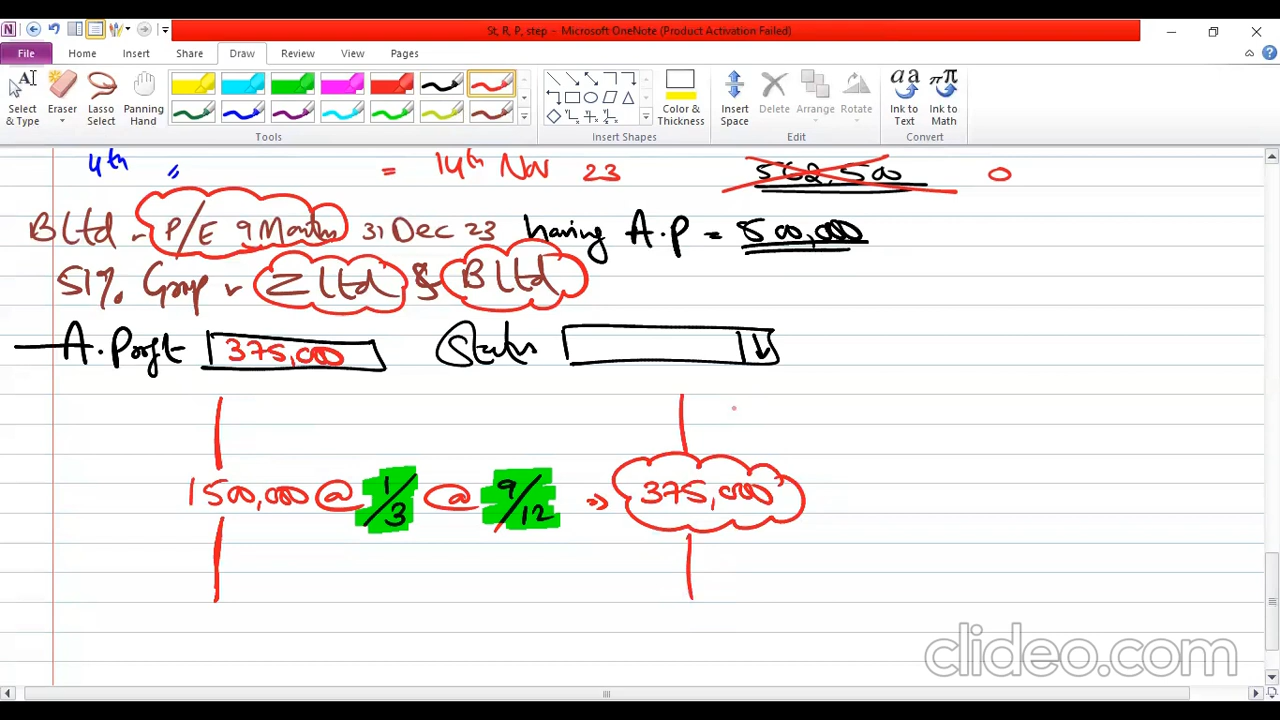 St, R, P, step - Microsoft OneNote (Product Activation Failed)
File Home Insert Share Draw Review View Pages
Select & Type
Eraser
Lasso Select
Panning Hand
Color & Thickness
Insert Space
Delete
Arrange
Rotate
Ink to Text
Ink to Math
Tools
Insert Shapes
Edit
Convert
4th 〃 = 14th Nov 23 562,500 0
B Ltd - P/E 9 Months 31 Dec 23 having A.P = 500,000
51% Group - Z Ltd & B Ltd
A. Profit 375,000 Status
1500,000 @ 1/3 @ 9/12 => 375,000
clideo.com